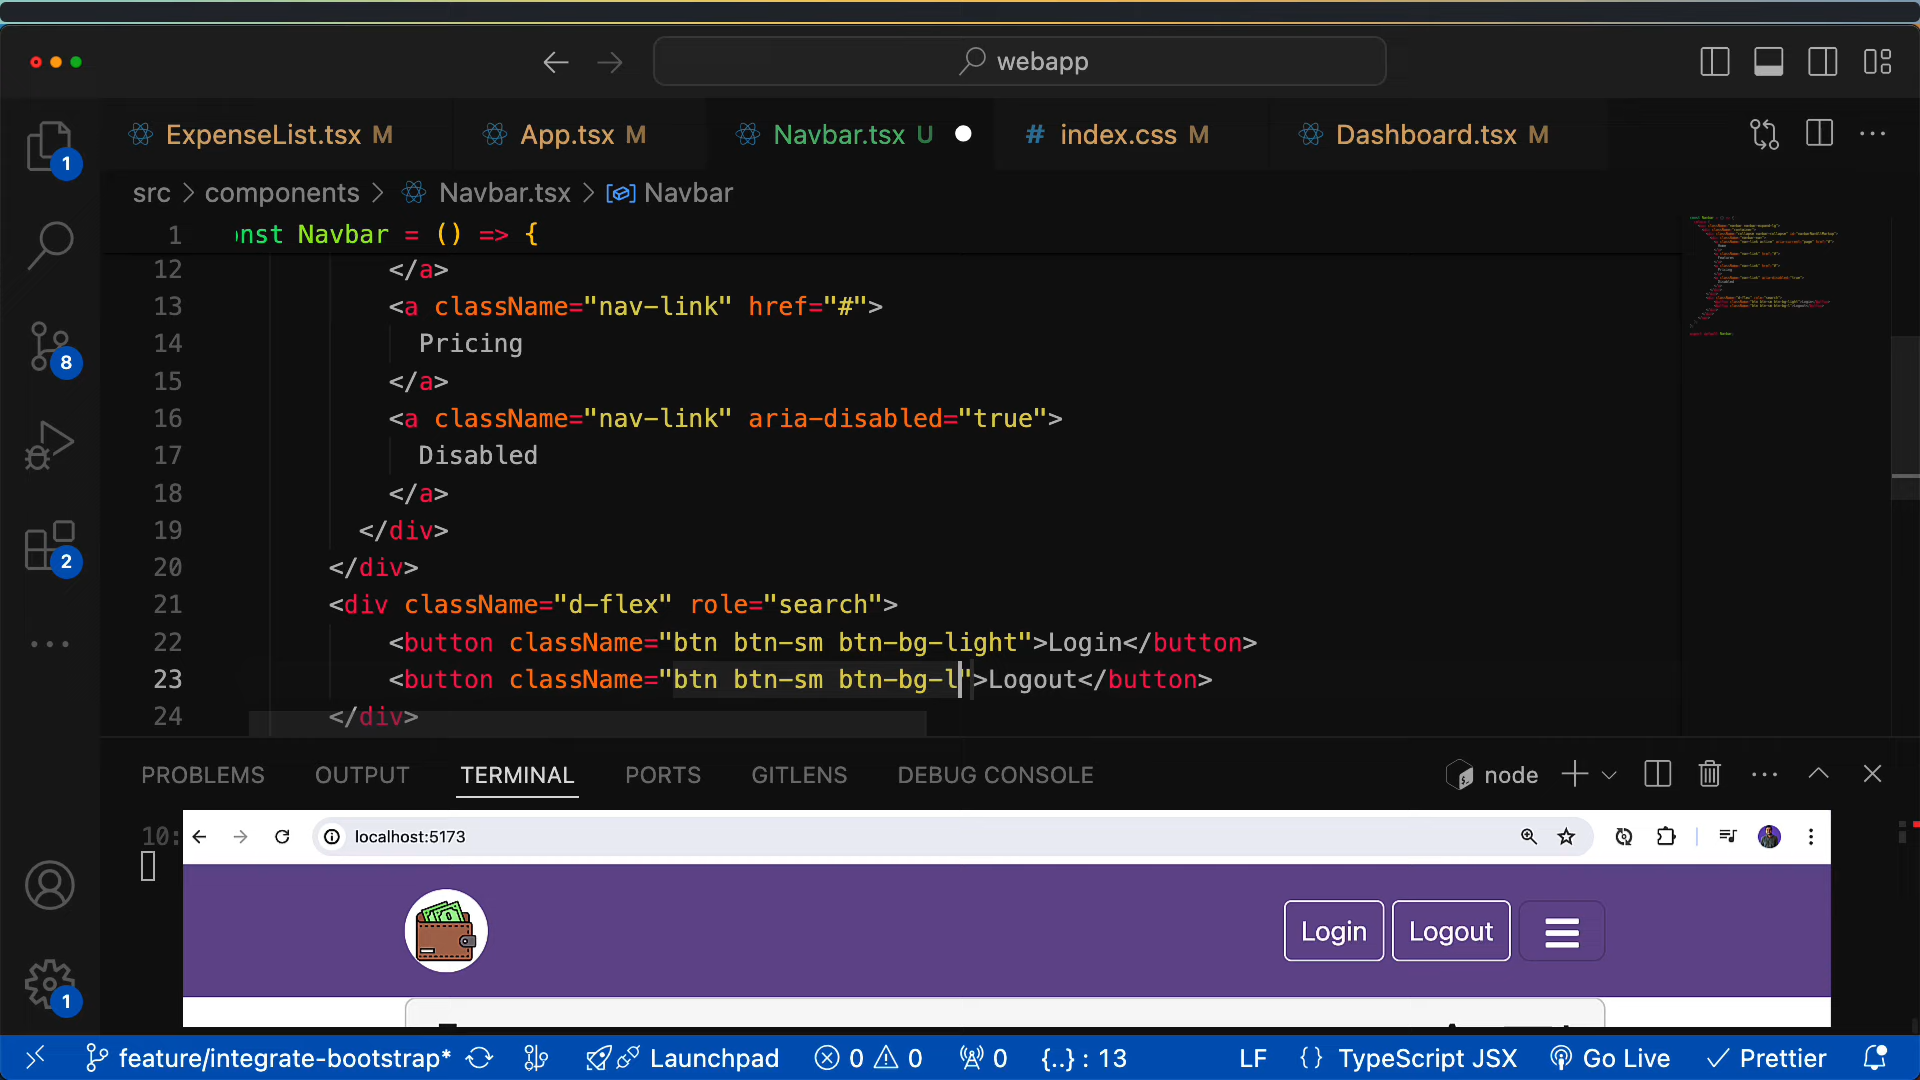 webapp
ExpenseList.tsx M App.tsx M Navbar.tsx U # index.css M Dashboard.tsx M
src > components > Navbar.tsx > Navbar
1 onst Navbar = () => {
12 </a>
13 <a className="nav-link" href="#">
14 Pricing
15 </a>
16 <a className="nav-link" aria-disabled="true">
17 Disabled
18 </a>
19 </div>
20 </div>
21 <div className="d-flex" role="search">
22 <button className="btn btn-sm btn-bg-light">Login</button>
23 <button className="btn btn-sm btn-bg-l">Logout</button>
24 </div>
1
8
2
1
PROBLEMS OUTPUT TERMINAL PORTS GITLENS DEBUG CONSOLE node
10:
localhost:5173
Login Logout
feature/integrate-bootstrap* Launchpad 0 0 0 {..} : 13 LF {} TypeScript JSX Go Live Prettier